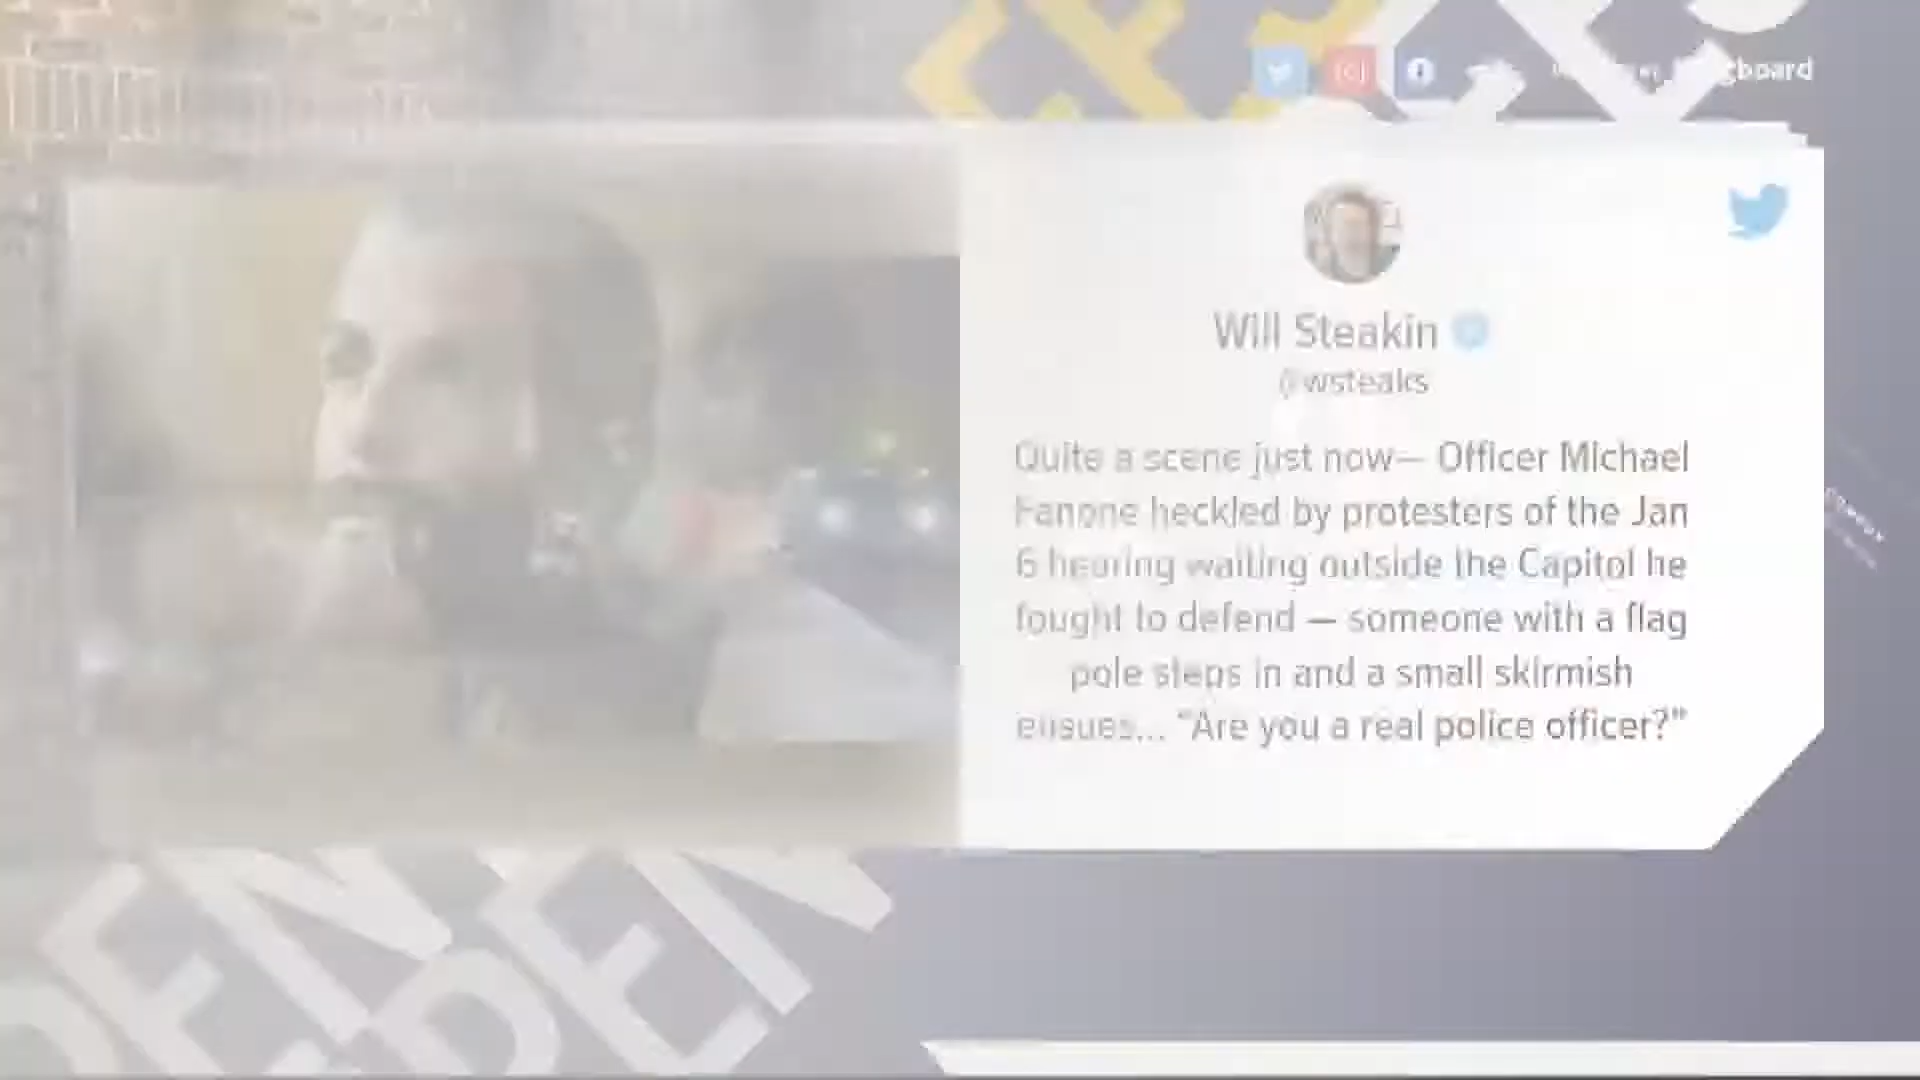 Will Steakin
@wsteaks
Quite a scene just now— Officer Michael
Fanone heckled by protesters of the Jan
6 hearing waiting outside the Capitol he
fought to defend — someone with a flag
pole steps in and a small skirmish
ensues... "Are you a real police officer?"